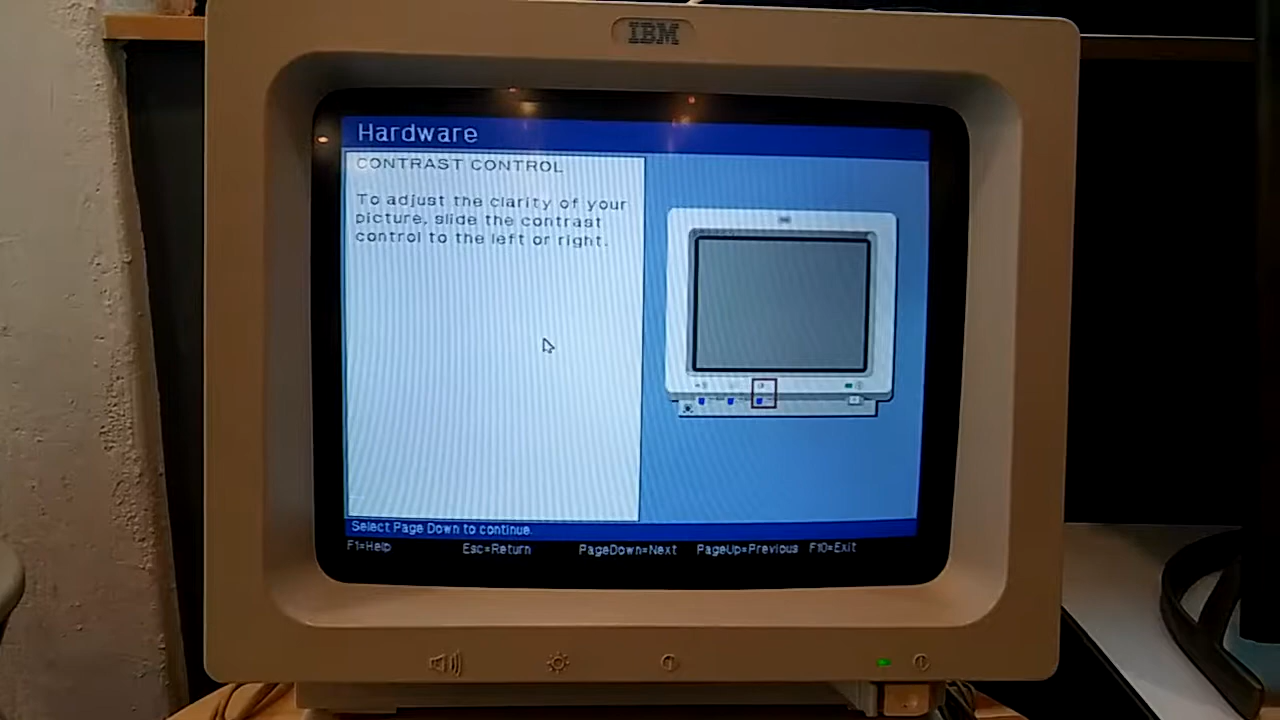 IBM
Hardware
CONTRAST CONTROL
To adjust the clarity of your
picture, slide the contrast
control to the left or right.
Select Page Down to continue.
F1=Help Esc=Return PageDown=Next PageUp=Previous F10=Exit